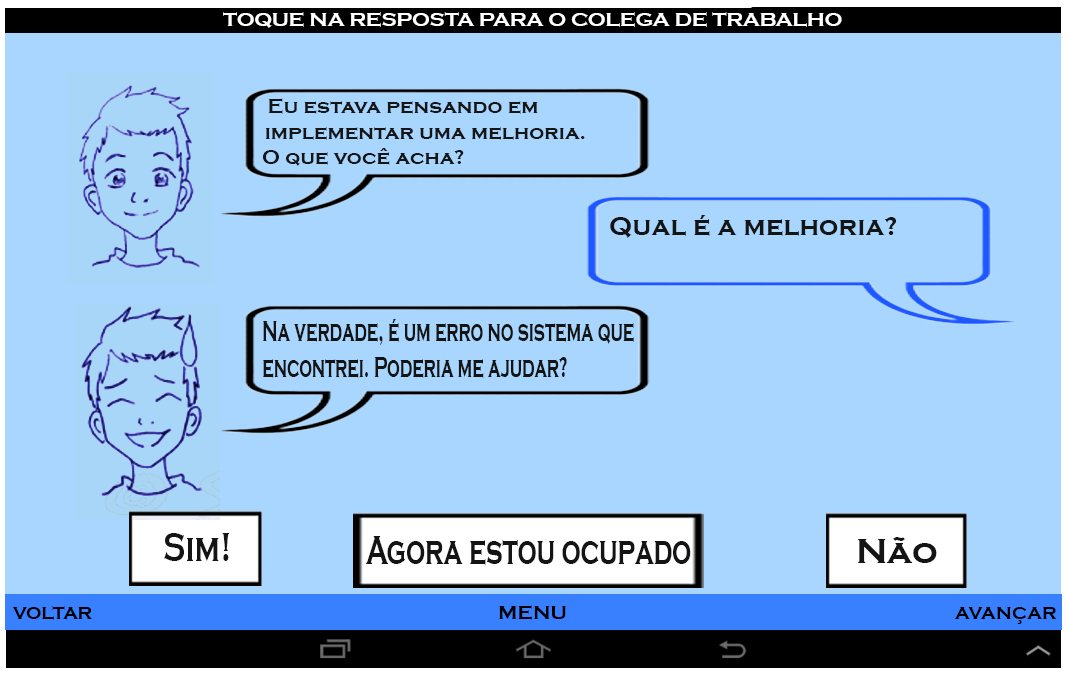 TOQUE NA RESPOSTA PARA O COLEGA DE TRABALHO
Eu estava pensando em
implementar uma melhoria.
O que você acha?
Qual é a melhoria?
Na verdade, é um erro no sistema que
encontrei. Poderia me ajudar?
Sim!
Agora estou ocupado
Não
VOLTAR
MENU
AVANÇAR